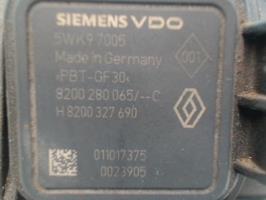 SIEMENS VDO
5WK9 7005
001
Made in Germany
>PBT-GF30<
8200 280 065/--C
H 8200 327 690
011017375
0023905